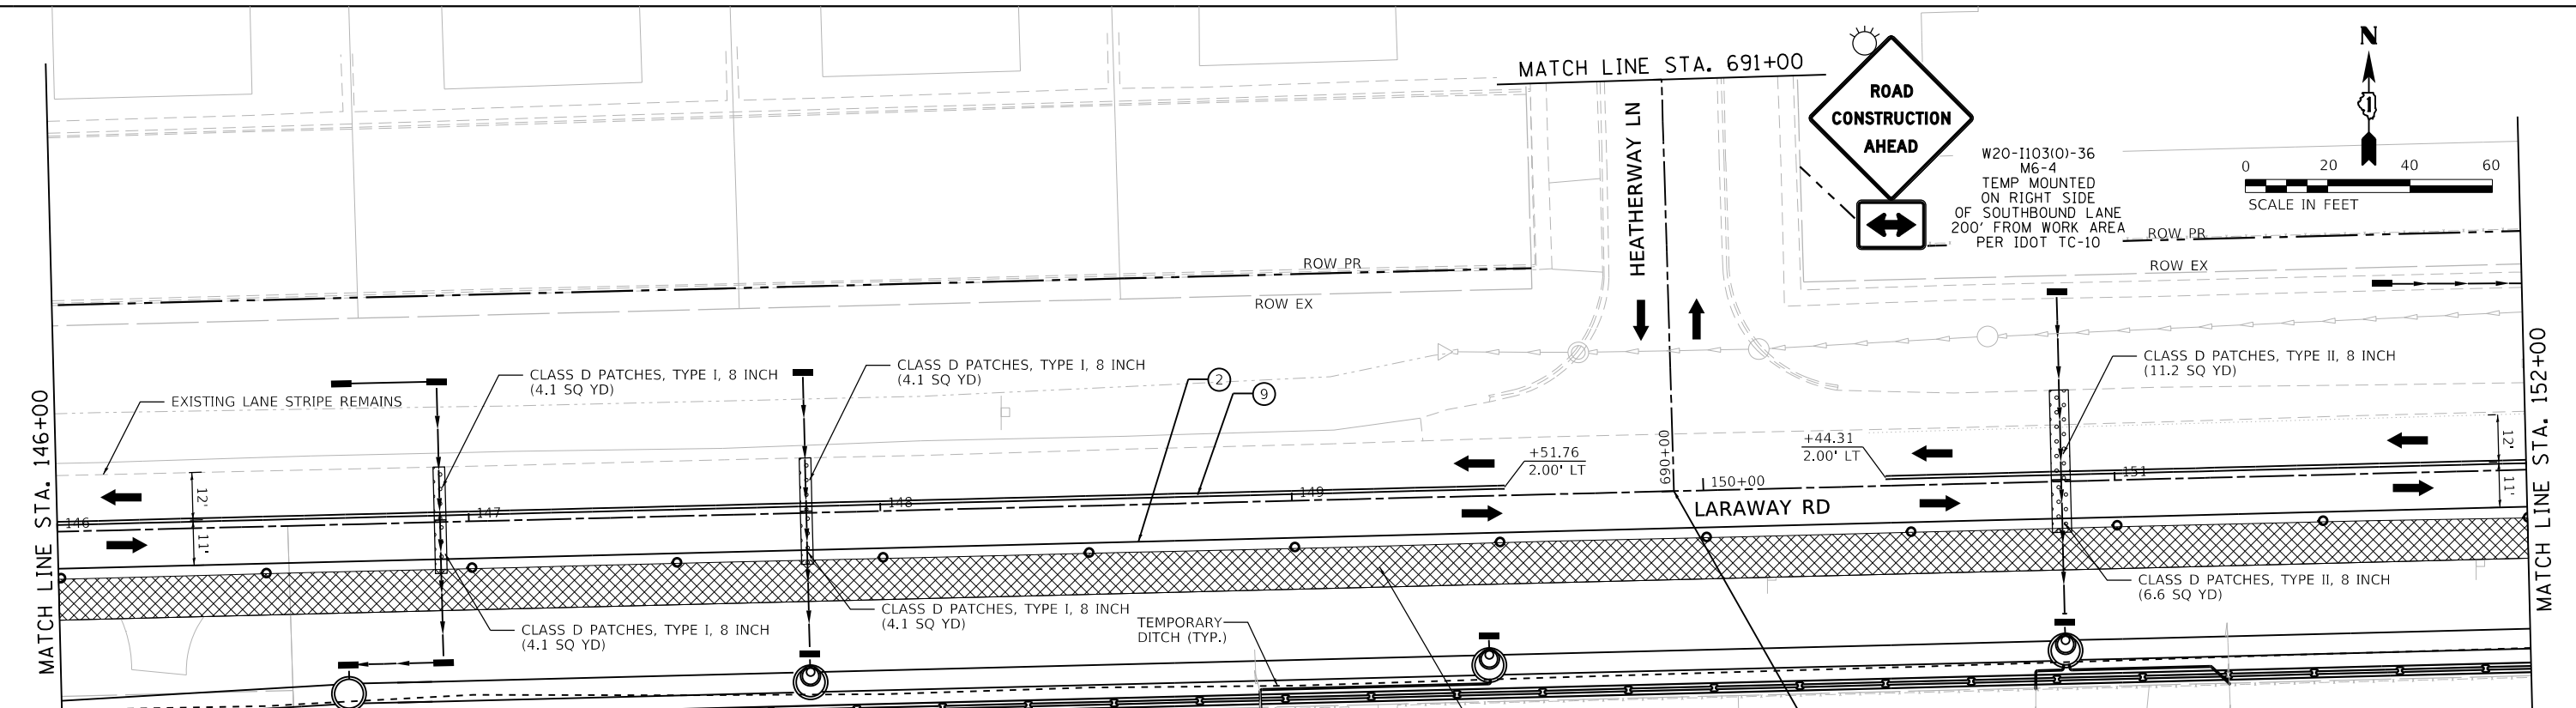 MATCH LINE STA. 691+00
HEATHERWAY LN
ROAD
CONSTRUCTION
AHEAD
W20-I103(O)-36
M6-4
TEMP MOUNTED
ON RIGHT SIDE
OF SOUTHBOUND LANE
200' FROM WORK AREA
PER IDOT TC-10
N
1
0 20 40 60
SCALE IN FEET
ROW PR
ROW EX
ROW PR
ROW EX
MATCH LINE STA. 146+00
EXISTING LANE STRIPE REMAINS
CLASS D PATCHES, TYPE I, 8 INCH
(4.1 SQ YD)
CLASS D PATCHES, TYPE I, 8 INCH
(4.1 SQ YD)
2
9
+51.76
2.00' LT
690+00
+44.31
2.00' LT
CLASS D PATCHES, TYPE II, 8 INCH
(11.2 SQ YD)
MATCH LINE STA. 152+00
12'
11'
12'
11'
146
147
148
149
150+00
151
LARAWAY RD
CLASS D PATCHES, TYPE I, 8 INCH
(4.1 SQ YD)
CLASS D PATCHES, TYPE I, 8 INCH
(4.1 SQ YD)
TEMPORARY
DITCH (TYP.)
CLASS D PATCHES, TYPE II, 8 INCH
(6.6 SQ YD)